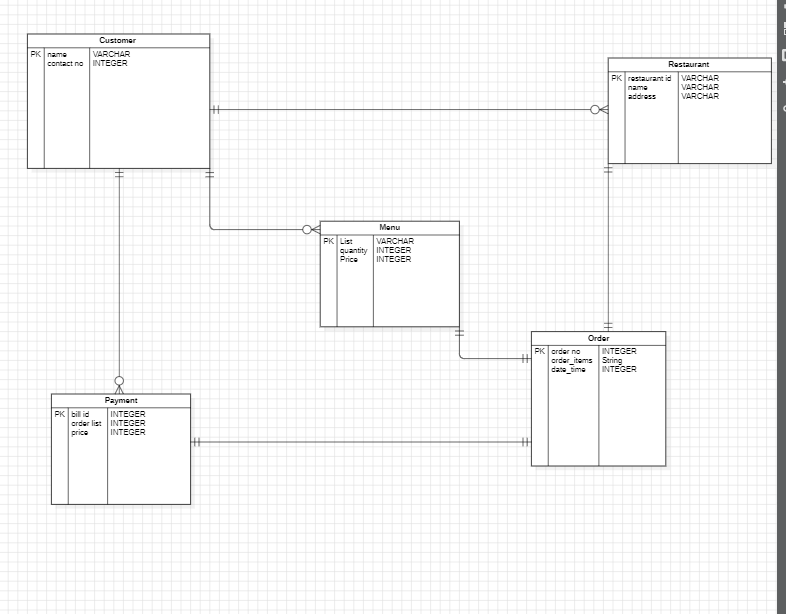 Customer
PK name VARCHAR
contact no INTEGER
Restaurant
PK restaurant id VARCHAR
name VARCHAR
address VARCHAR
Menu
PK List VARCHAR
quantity INTEGER
Price INTEGER
Order
PK order no INTEGER
order_items String
date_time INTEGER
Payment
PK bill id INTEGER
order list INTEGER
price INTEGER